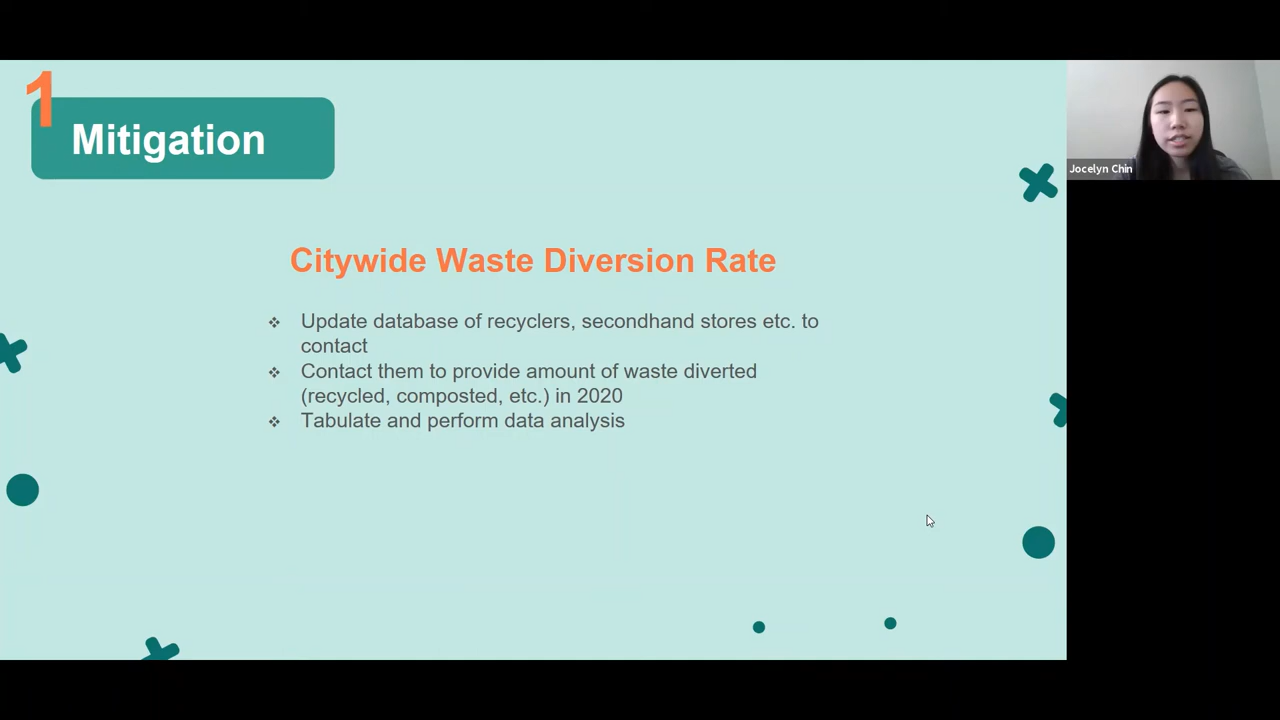 1
Mitigation
Jocelyn Chin
Citywide Waste Diversion Rate
❖ Update database of recyclers, secondhand stores etc. to
contact
❖ Contact them to provide amount of waste diverted
(recycled, composted, etc.) in 2020
❖ Tabulate and perform data analysis